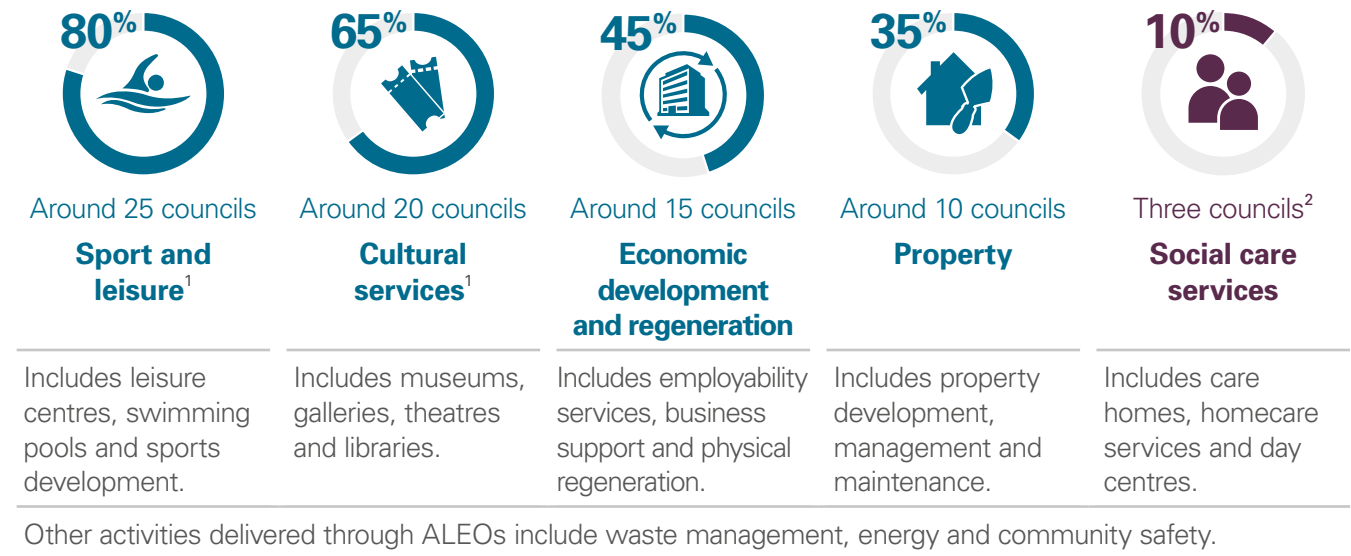 80%
65%
45%
35%
10%
Around 25 councils
Around 20 councils
Around 15 councils
Around 10 councils
Three councils²
Sport and
leisure¹
Cultural
services¹
Economic
development
and regeneration
Property
Social care
services
Includes leisure
centres, swimming
pools and sports
development.
Includes museums,
galleries, theatres
and libraries.
Includes employability
services, business
support and physical
regeneration.
Includes property
development,
management and
maintenance.
Includes care
homes, homecare
services and day
centres.
Other activities delivered through ALEOs include waste management, energy and community safety.